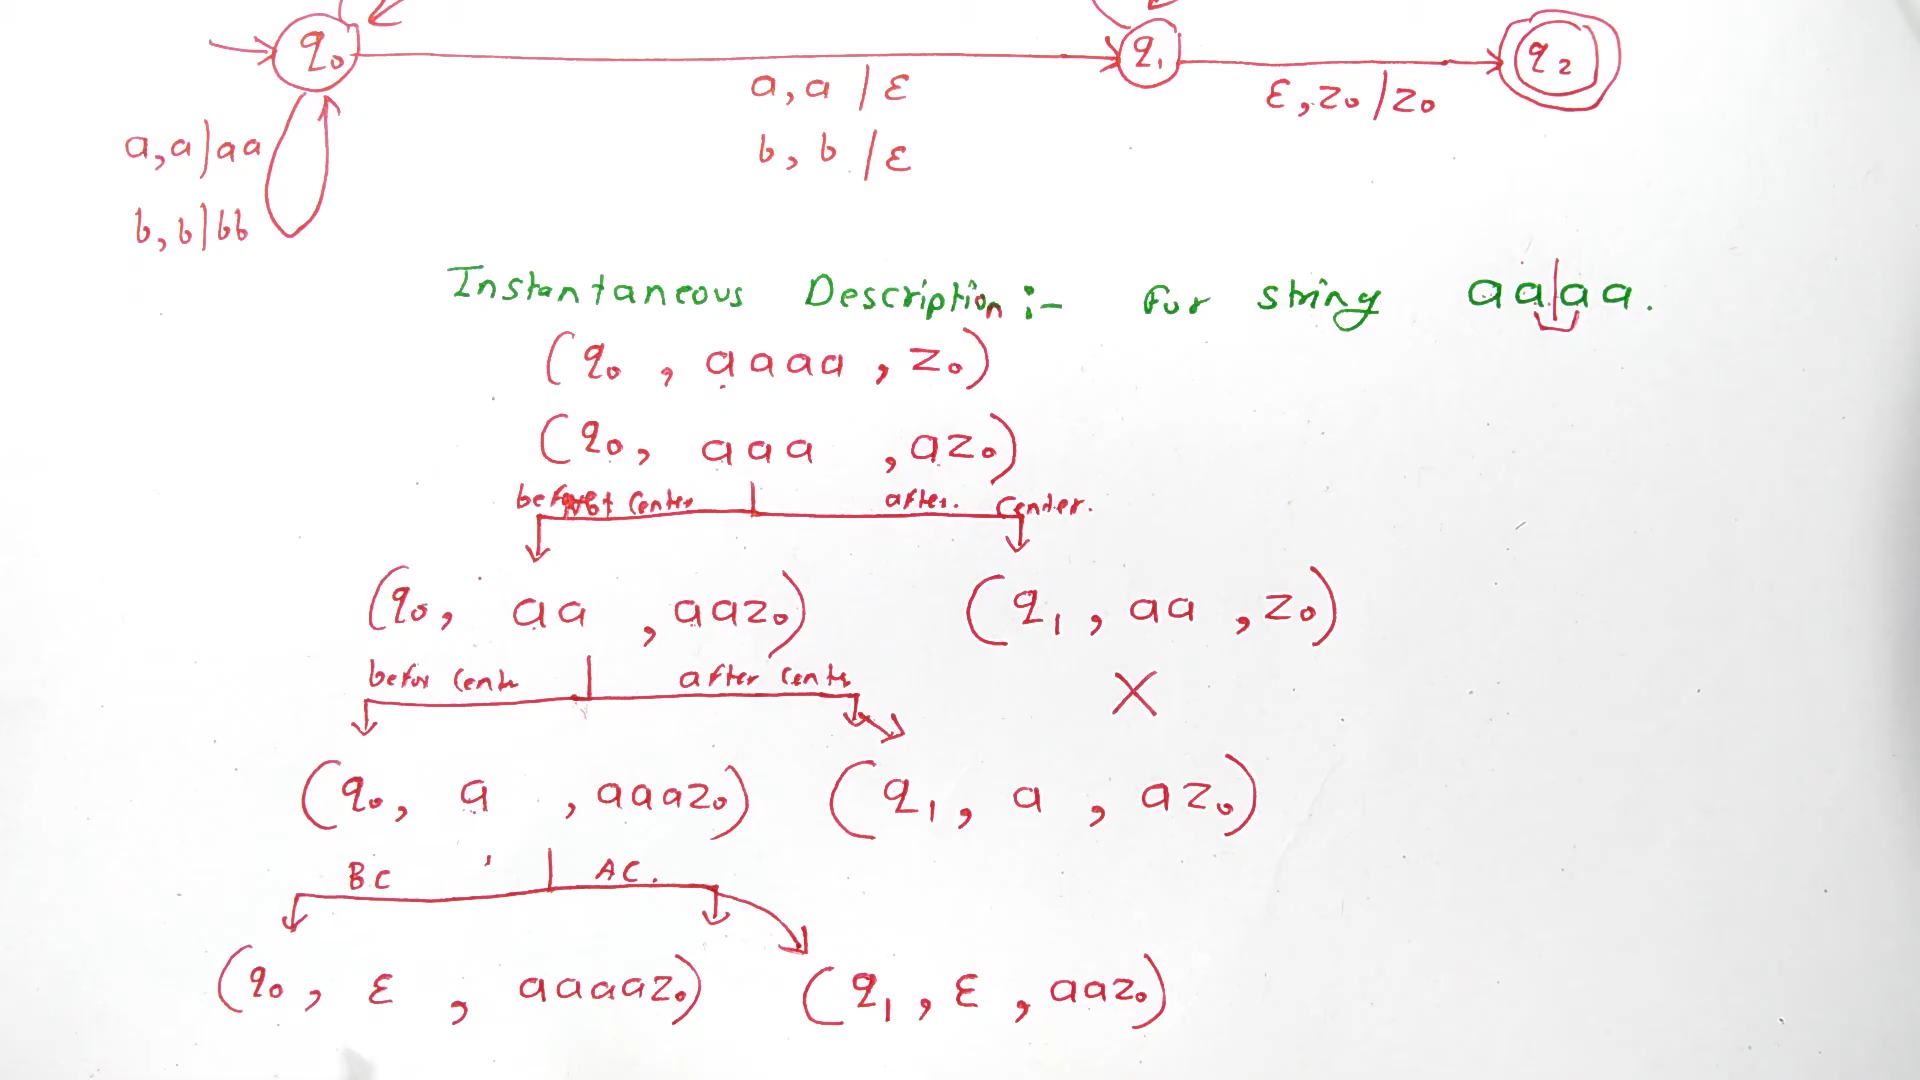 q₀ q₁ q₂
a, a / ε ε, z₀ / z₀
b, b / ε
a, a | aa
b, b | bb
Instantaneous Description :- For string aa|aa.
(q₀ , aaaa , z₀)
(q₀, aaa , az₀)
center after. center.
(q₀, aa , aaz₀) (q₁ , aa , z₀)
befor after
X
(q₀, a , aaaz₀) (q₁ , a , az₀)
BC AC.
(q₀ , ε , aaaaz₀) (q₁ , ε , aaz₀)